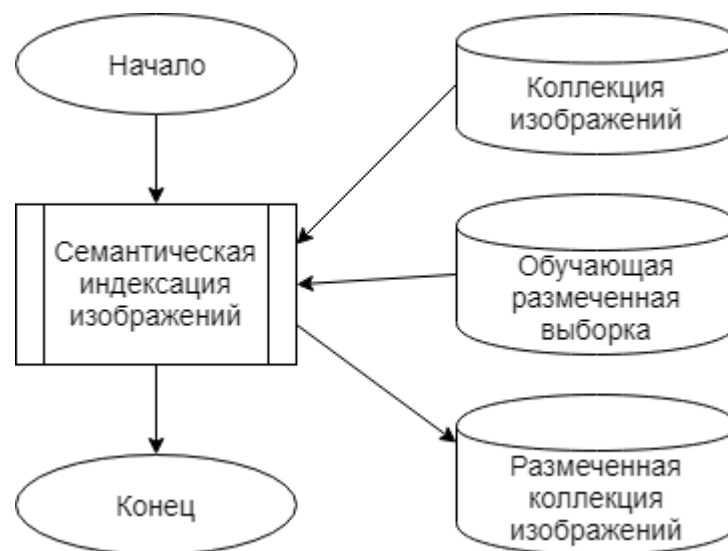 Начало
Семантическая
индексация
изображений
Конец
Коллекция
изображений
Обучающая
размеченная
выборка
Размеченная
коллекция
изображений